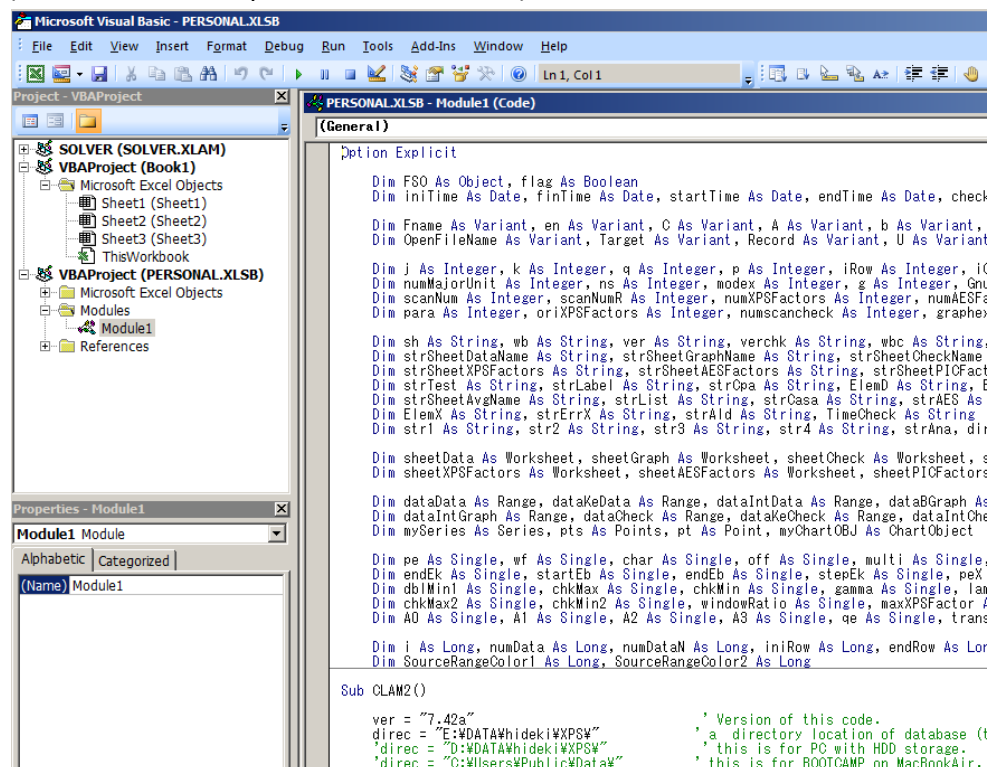 Microsoft Visual Basic - PERSONAL.XLSB
File Edit View Insert Format Debug Run Tools Add-Ins Window Help
Ln 1, Col 1
Project - VBAProject
SOLVER (SOLVER.XLAM)
VBAProject (Book1)
Microsoft Excel Objects
Sheet1 (Sheet1)
Sheet2 (Sheet2)
Sheet3 (Sheet3)
ThisWorkbook
VBAProject (PERSONAL.XLSB)
Microsoft Excel Objects
Modules
Module1
References
Properties - Module1
Module1 Module
Alphabetic Categorized
(Name) Module1
PERSONAL.XLSB - Module1 (Code)
(General)
Option Explicit
Dim FSO As Object, flag As Boolean
Dim iniTime As Date, finTime As Date, startTime As Date, endTime As Date, check
Dim Fname As Variant, en As Variant, C As Variant, A As Variant, b As Variant,
Dim OpenFileName As Variant, Target As Variant, Record As Variant, U As Variant
Dim j As Integer, k As Integer, q As Integer, p As Integer, iRow As Integer, iC
Dim numMajorUnit As Integer, ns As Integer, modex As Integer, g As Integer, Gnu
Dim scanNum As Integer, scanNumR As Integer, numXPSFactors As Integer, numAESFa
Dim para As Integer, oriXPSFactors As Integer, numscancheck As Integer, graphex
Dim sh As String, wb As String, ver As String, verchk As String, wbc As String,
Dim strSheetDataName As String, strSheetGraphName As String, strSheetCheckName
Dim strSheetXPSFactors As String, strSheetAESFactors As String, strSheetPICFact
Dim strTest As String, strLabel As String, strCpa As String, ElemD As String, E
Dim strSheetAvgName As String, strList As String, strCasa As String, strAES As
Dim ElemX As String, strErrX As String, strAld As String, TimeCheck As String
Dim str1 As String, str2 As String, str3 As String, str4 As String, strAna, dir
Dim sheetData As Worksheet, sheetGraph As Worksheet, sheetCheck As Worksheet, s
Dim sheetXPSFactors As Worksheet, sheetAESFactors As Worksheet, sheetPICFactors
Dim dataData As Range, dataKeData As Range, dataIntData As Range, dataBGraph As
Dim dataIntGraph As Range, dataCheck As Range, dataKeCheck As Range, dataIntChe
Dim mySeries As Series, pts As Points, pt As Point, myChartOBJ As ChartObject
Dim pe As Single, wf As Single, char As Single, off As Single, multi As Single,
Dim endEk As Single, startEb As Single, endEb As Single, stepEk As Single, peX
Dim dblMin1 As Single, chkMax As Single, chkMin As Single, gamma As Single, lam
Dim chkMax2 As Single, chkMin2 As Single, windowRatio As Single, maxXPSFactor A
Dim A0 As Single, A1 As Single, A2 As Single, A3 As Single, qe As Single, trans
Dim i As Long, numData As Long, numDataN As Long, iniRow As Long, endRow As Lon
Dim SourceRangeColor1 As Long, SourceRangeColor2 As Long
Sub CLAM2()
ver = "7.42a" ' Version of this code.
direc = "E:¥DATA¥hideki¥XPS¥" ' a directory location of database (t
'direc = "D:¥DATA¥hideki¥XPS¥" ' this is for PC with HDD storage.
'direc = "C:¥Users¥Public¥Data¥" ' this is for BOOTCAMP on MacBookAir.